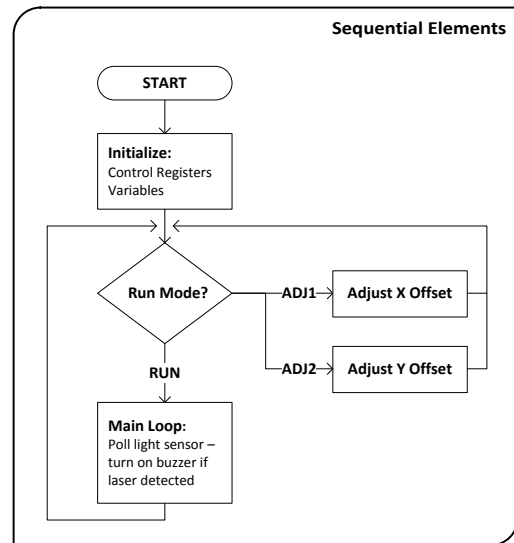 Sequential Elements
START
Initialize:
Control Registers
Variables
Run Mode?
ADJ1
Adjust X Offset
ADJ2
Adjust Y Offset
RUN
Main Loop:
Poll light sensor –
turn on buzzer if
laser detected